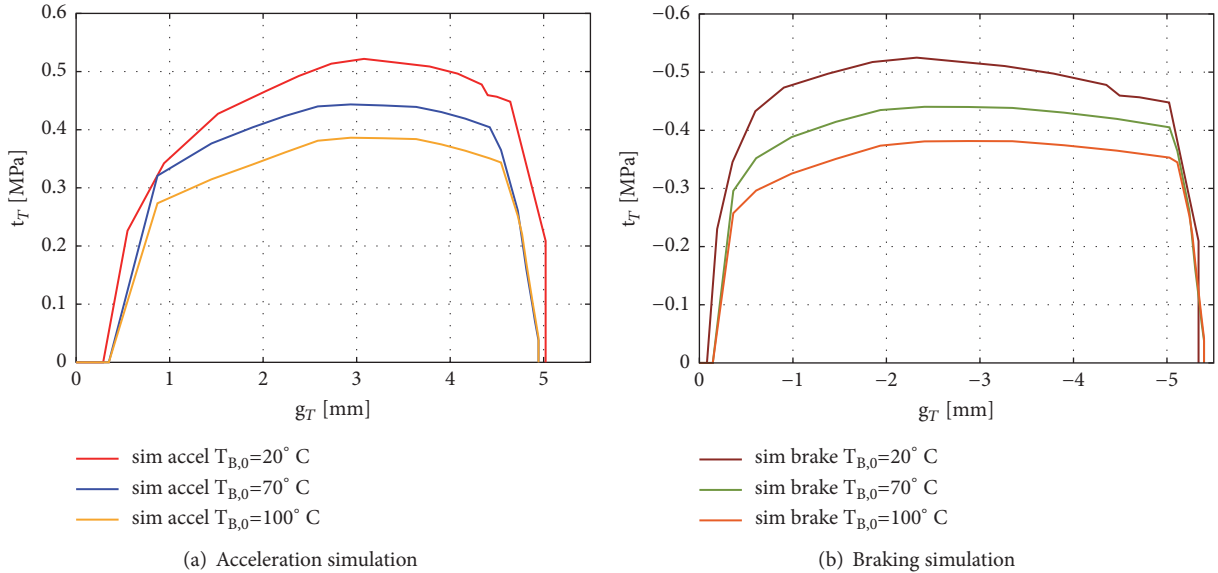 0.6
0.5
0.4
0.3
0.2
0.1
0
t_T [MPa]
0 1 2 3 4 5
g_T [mm]
sim accel T_B,0=20° C
sim accel T_B,0=70° C
sim accel T_B,0=100° C
(a) Acceleration simulation
−0.6
−0.5
−0.4
−0.3
−0.2
−0.1
0
t_T [MPa]
0 −1 −2 −3 −4 −5
g_T [mm]
sim brake T_B,0=20° C
sim brake T_B,0=70° C
sim brake T_B,0=100° C
(b) Braking simulation